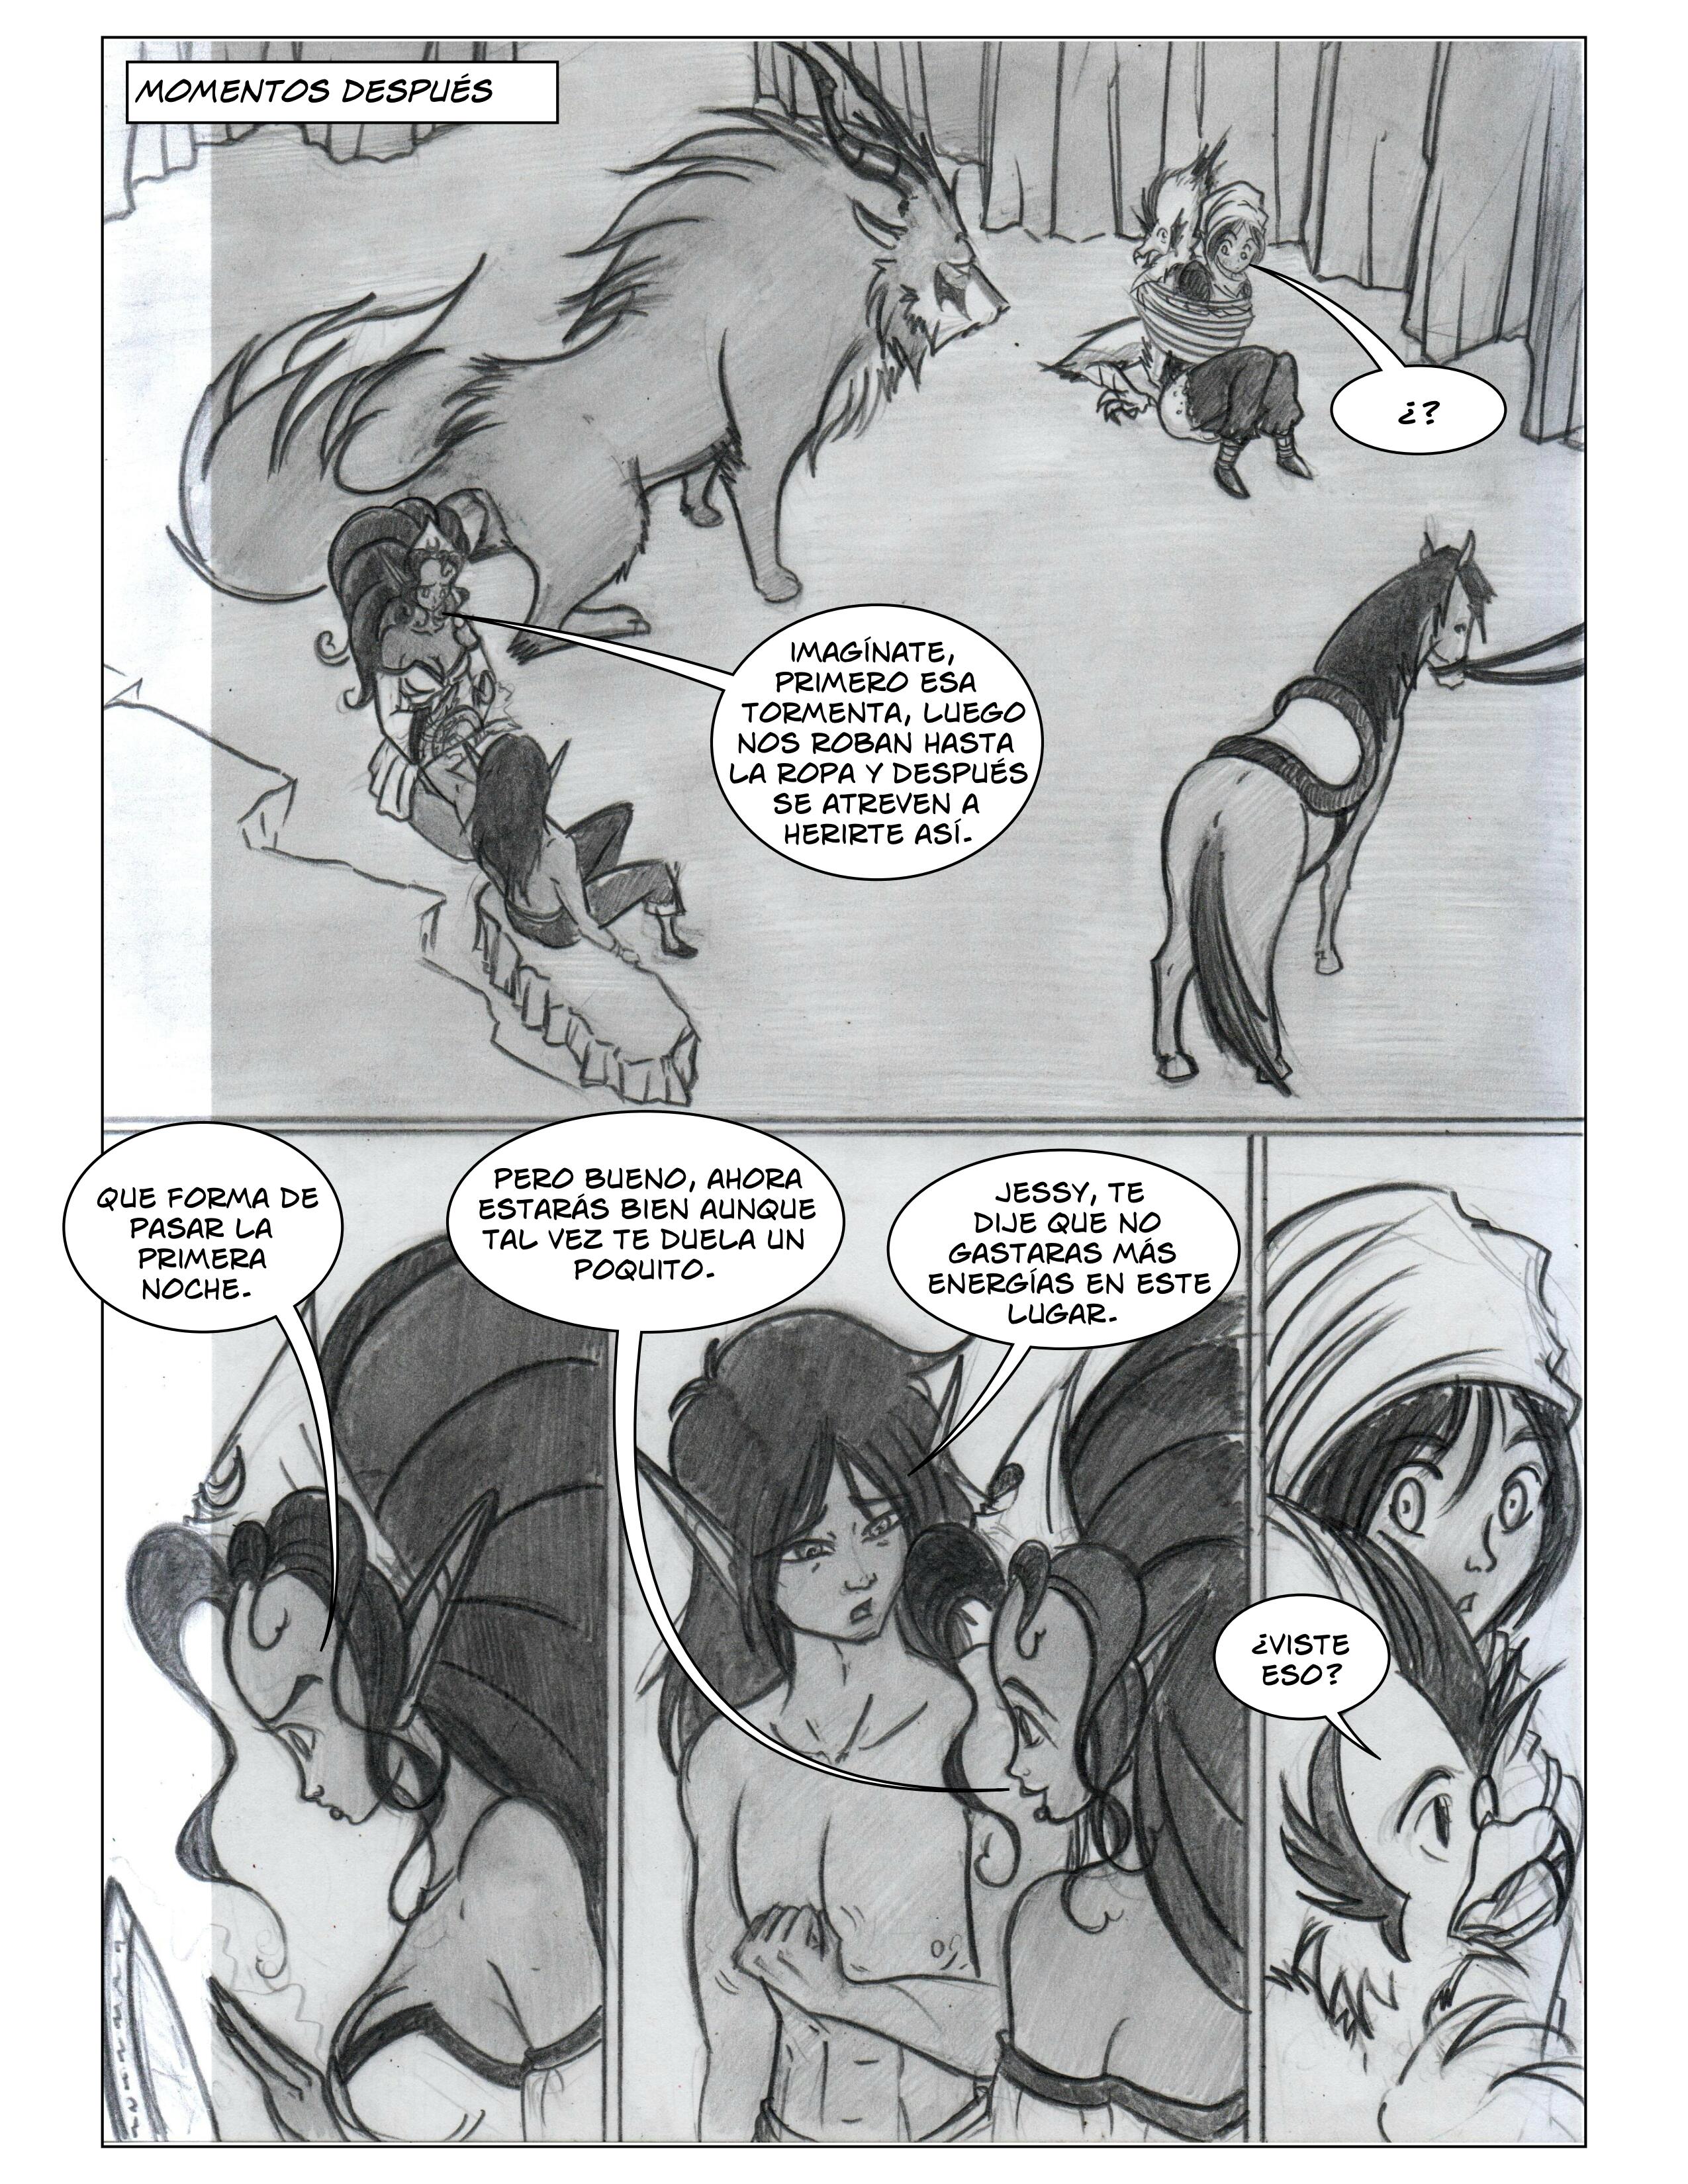 MOMENTOS DESPUÉS
¿?
IMAGÍNATE,
PRIMERO ESA
TORMENTA, LUEGO
NOS ROBAN HASTA
LA ROPA Y DESPUÉS
SE ATREVEN A
HERIRTE ASÍ.
QUE FORMA DE
PASAR LA
PRIMERA
NOCHE.
PERO BUENO, AHORA
ESTARÁS BIEN AUNQUE
TAL VEZ TE DUELA UN
POQUITO.
JESSY, TE
DIJE QUE NO
GASTARAS MÁS
ENERGÍAS EN ESTE
LUGAR.
¿VISTE
ESO?